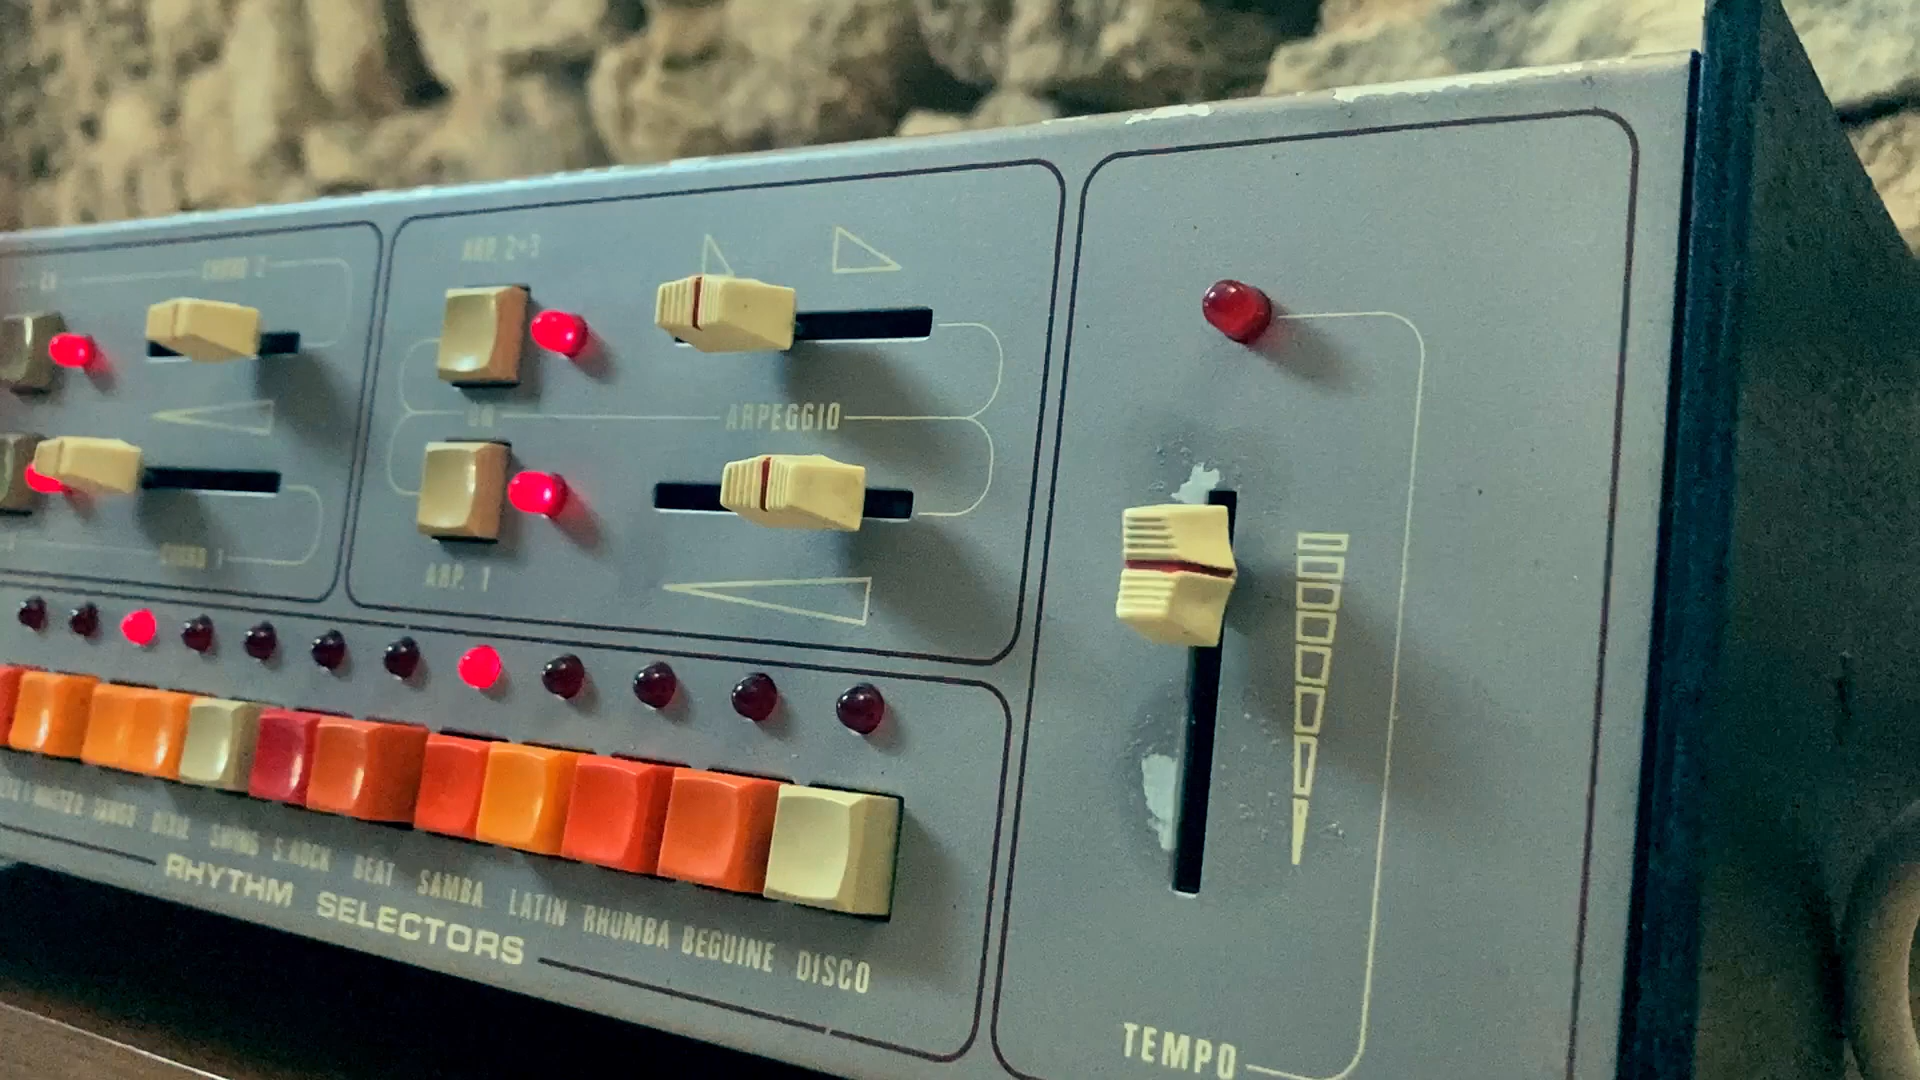 ARP. 2-3
CHORD 2
ON
ARPEGGIO
ARP. 1
CHORD 1
TANGO DIXIE SWING S.ROCK BEAT SAMBA LATIN RHUMBA BEGUINE DISCO
RHYTHM SELECTORS
TEMPO